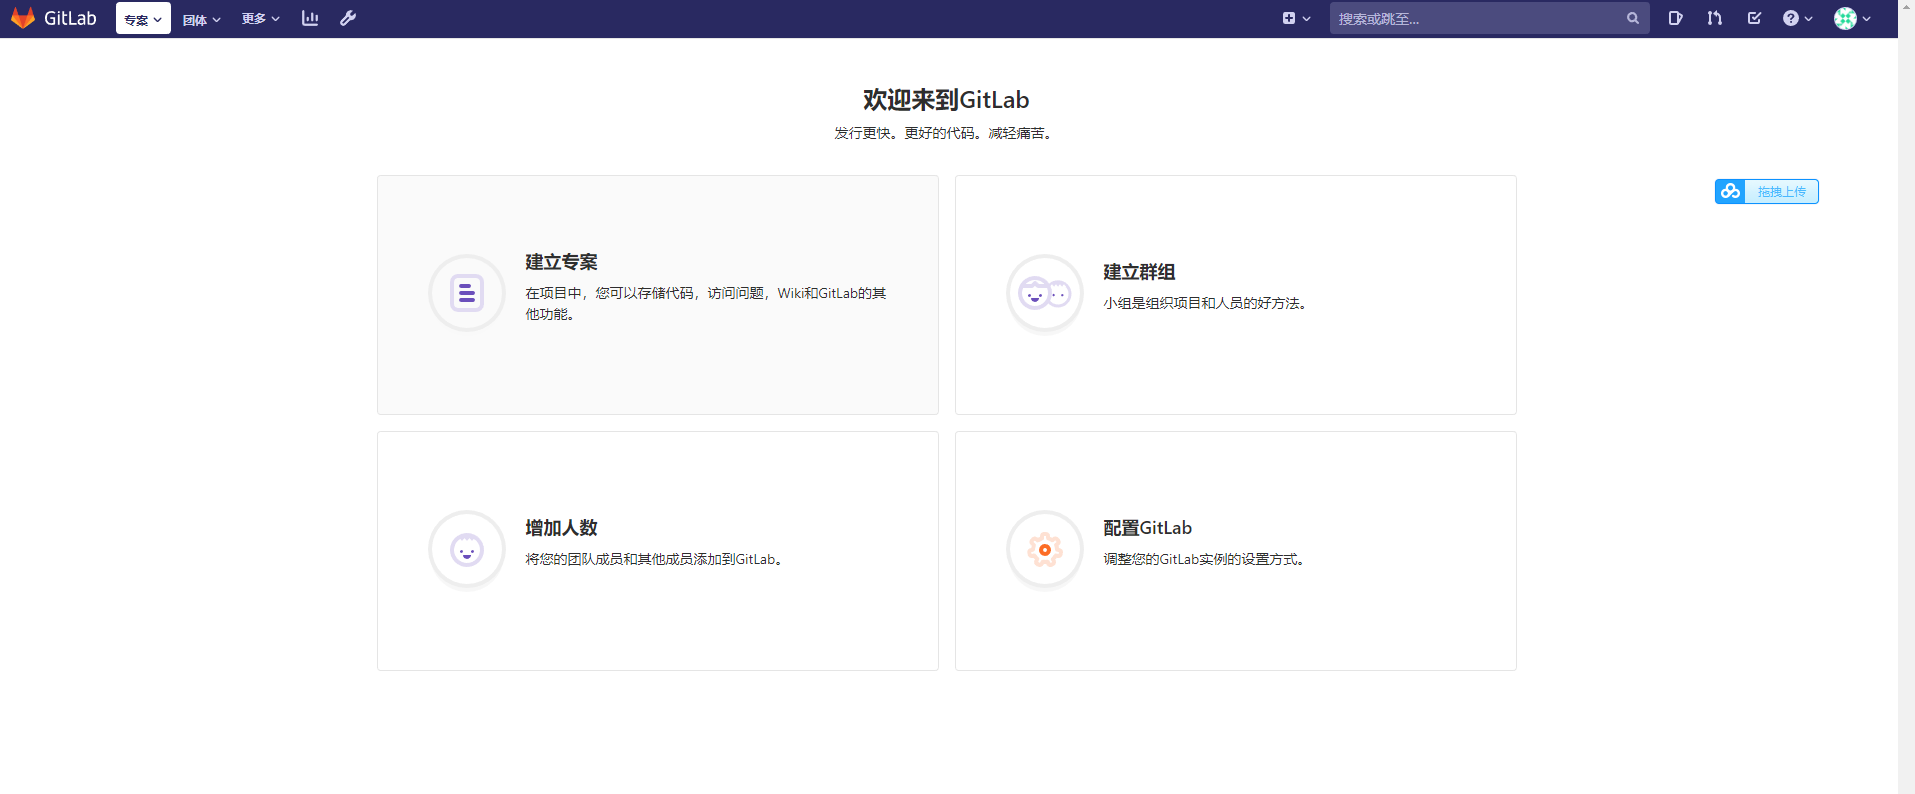 GitLab 专案 团体 更多 搜索或跳至...
欢迎来到GitLab
发行更快。更好的代码。减轻痛苦。
拖拽上传
建立专案
在项目中，您可以存储代码，访问问题，Wiki和GitLab的其
他功能。
建立群组
小组是组织项目和人员的好方法。
增加人数
将您的团队成员和其他成员添加到GitLab。
配置GitLab
调整您的GitLab实例的设置方式。